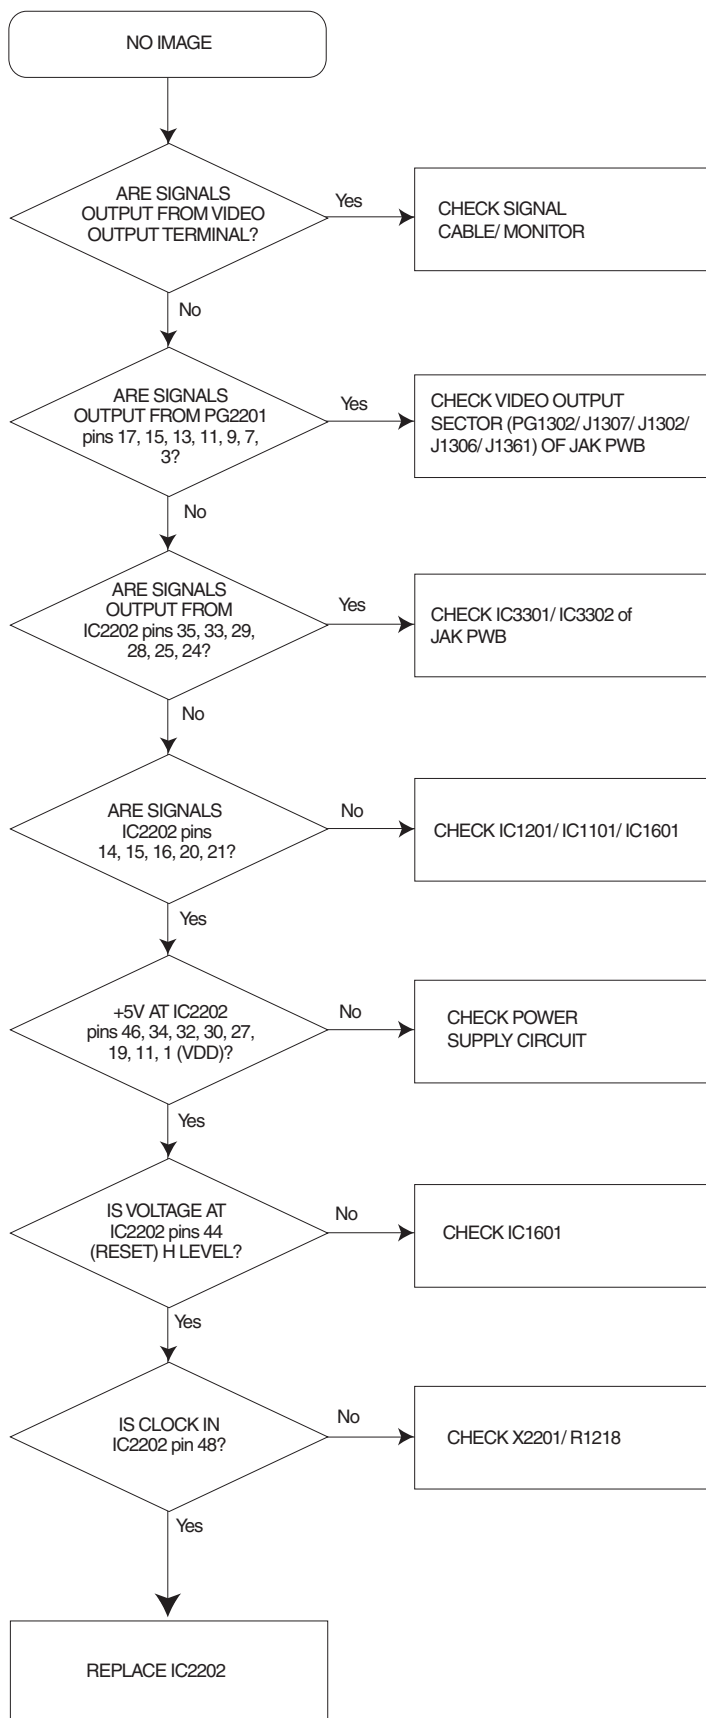 NO IMAGE
ARE SIGNALS
OUTPUT FROM VIDEO
OUTPUT TERMINAL?
Yes
CHECK SIGNAL
CABLE/ MONITOR
No
ARE SIGNALS
OUTPUT FROM PG2201
pins 17, 15, 13, 11, 9, 7,
3?
Yes
CHECK VIDEO OUTPUT
SECTOR (PG1302/ J1307/ J1302/
J1306/ J1361) OF JAK PWB
No
ARE SIGNALS
OUTPUT FROM
IC2202 pins 35, 33, 29,
28, 25, 24?
Yes
CHECK IC3301/ IC3302 of
JAK PWB
No
ARE SIGNALS
IC2202 pins
14, 15, 16, 20, 21?
No
CHECK IC1201/ IC1101/ IC1601
Yes
+5V AT IC2202
pins 46, 34, 32, 30, 27,
19, 11, 1 (VDD)?
No
CHECK POWER
SUPPLY CIRCUIT
Yes
IS VOLTAGE AT
IC2202 pins 44
(RESET) H LEVEL?
No
CHECK IC1601
Yes
IS CLOCK IN
IC2202 pin 48?
No
CHECK X2201/ R1218
Yes
REPLACE IC2202